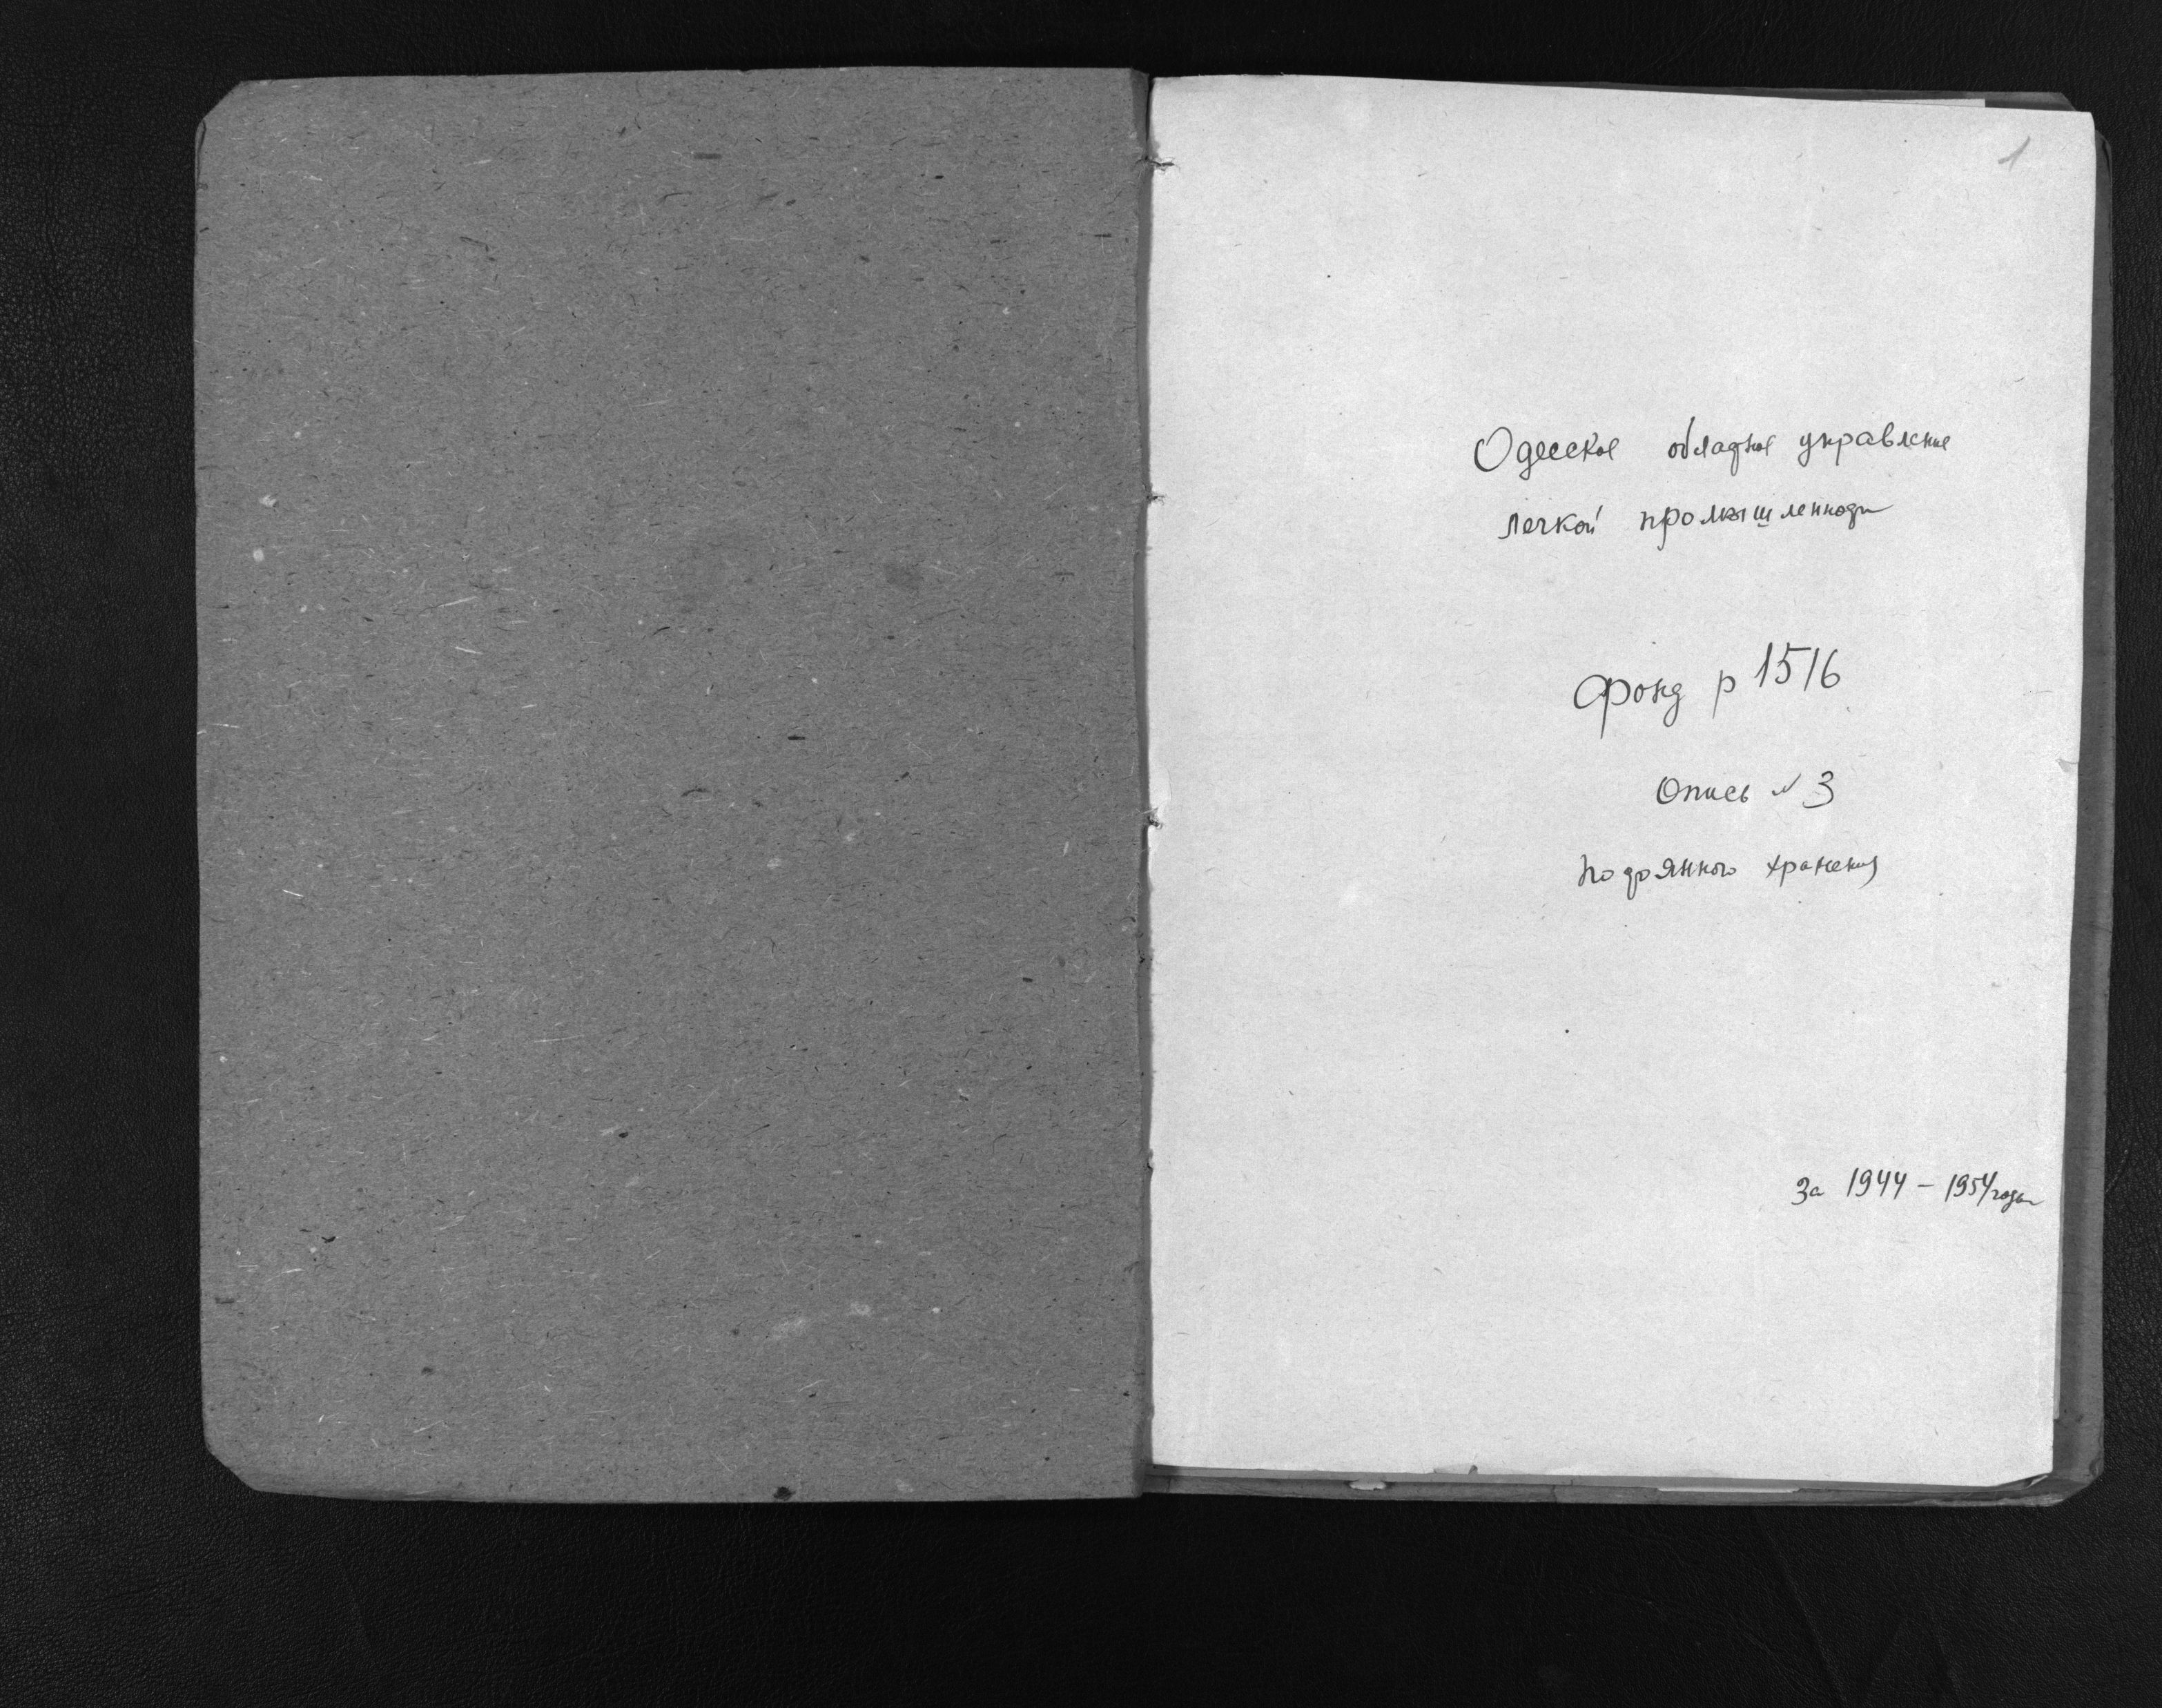 1
Одесское областное управление
легкой промышленности
Фонд р 1516
Опись № 3
постоянного хранения
За 1944 – 1954 годы